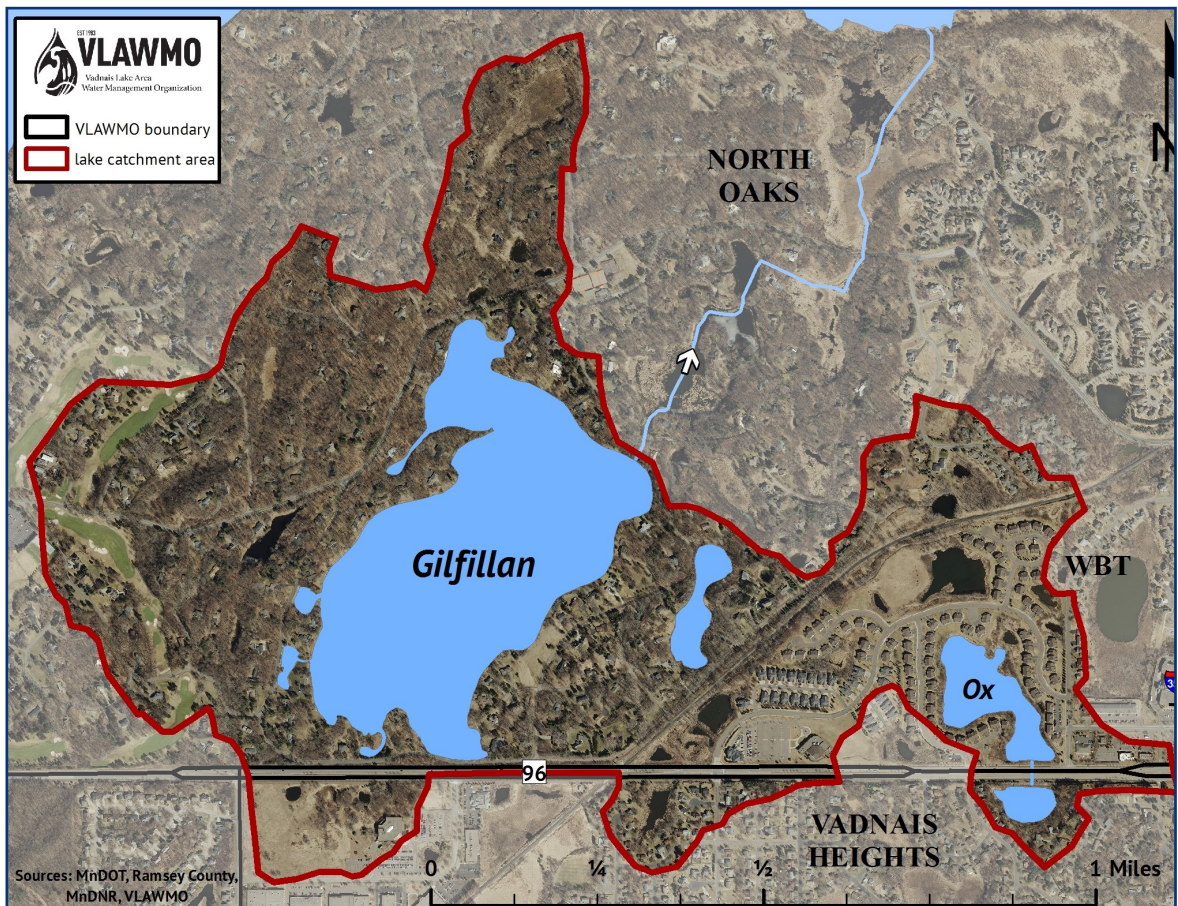 EST 1983
VLAWMO
Vadnais Lake Area
Water Management Organization
VLAWMO boundary
lake catchment area
N
NORTH
OAKS
Gilfillan
WBT
Ox
96
VADNAIS
HEIGHTS
0
¼
½
1 Miles
Sources: MnDOT, Ramsey County,
MnDNR, VLAWMO